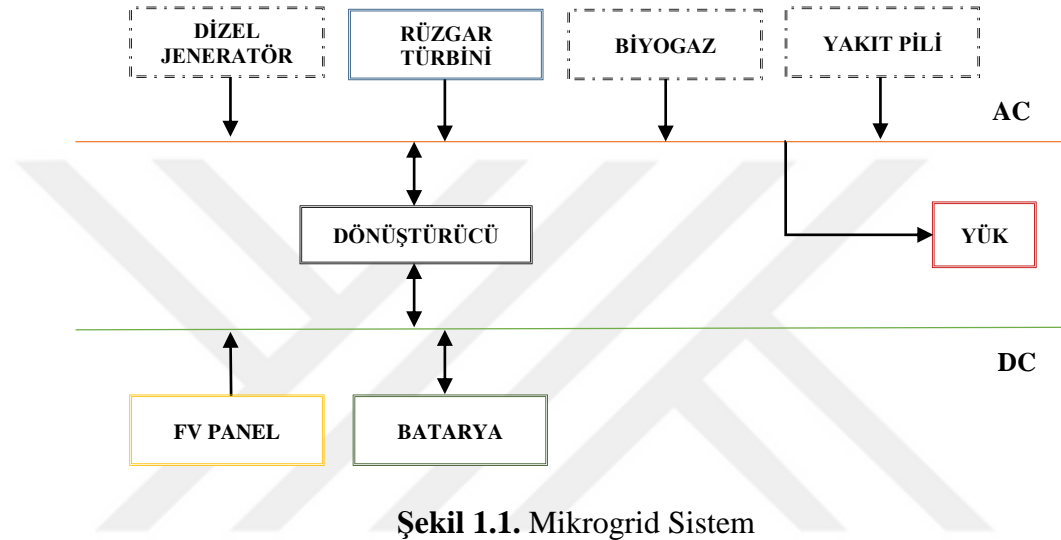 DİZEL
JENERATÖR
RÜZGAR
TÜRBİNİ
BİYOGAZ
YAKIT PİLİ
AC
DÖNÜŞTÜRÜCÜ
YÜK
DC
FV PANEL
BATARYA
Şekil 1.1. Mikrogrid Sistem